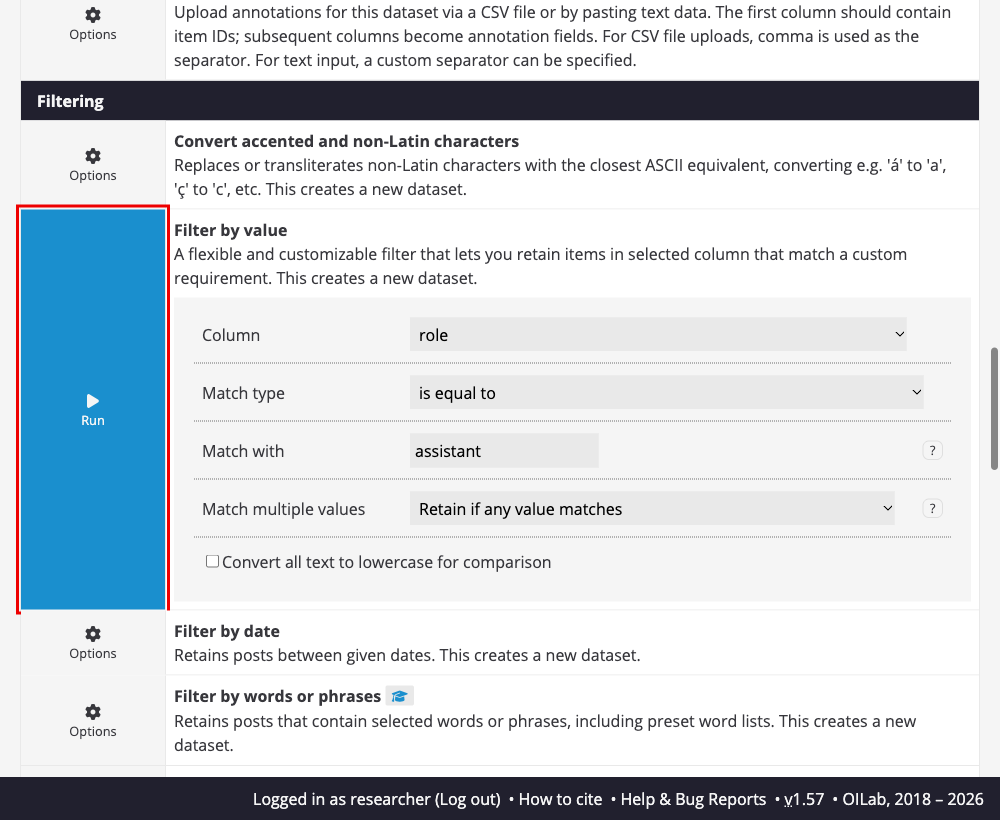 Options
Upload annotations for this dataset via a CSV file or by pasting text data. The first column should contain
item IDs; subsequent columns become annotation fields. For CSV file uploads, comma is used as the
separator. For text input, a custom separator can be specified.
Filtering
Options
Convert accented and non-Latin characters
Replaces or transliterates non-Latin characters with the closest ASCII equivalent, converting e.g. 'á' to 'a',
'ç' to 'c', etc. This creates a new dataset.
Run
Filter by value
A flexible and customizable filter that lets you retain items in selected column that match a custom
requirement. This creates a new dataset.
Column role
Match type is equal to
Match with assistant ?
Match multiple values Retain if any value matches ?
Convert all text to lowercase for comparison
Options
Filter by date
Retains posts between given dates. This creates a new dataset.
Options
Filter by words or phrases
Retains posts that contain selected words or phrases, including preset word lists. This creates a new
dataset.
Logged in as researcher (Log out) • How to cite • Help & Bug Reports • v1.57 • OILab, 2018 – 2026